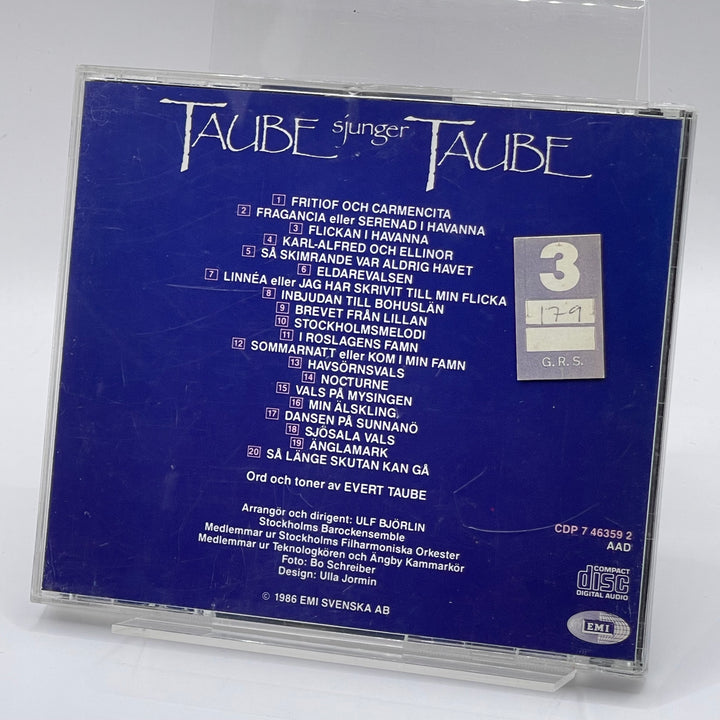 TAUBE sjunger TAUBE
1 FRITIOF OCH CARMENCITA
2 FRAGANCIA eller SERENAD I HAVANNA
3 FLICKAN I HAVANNA
4 KARL-ALFRED OCH ELLINOR
5 SÅ SKIMRANDE VAR ALDRIG HAVET
6 ELDAREVALSEN
7 LINNÉA eller JAG HAR SKRIVIT TILL MIN FLICKA
8 INBJUDAN TILL BOHUSLÄN
9 BREVET FRÅN LILLAN
10 STOCKHOLMSMELODI
11 I ROSLAGENS FAMN
12 SOMMARNATT eller KOM I MIN FAMN
13 HAVSÖRNSVALS
14 NOCTURNE
15 VALS PÅ MYSINGEN
16 MIN ÄLSKLING
17 DANSEN PÅ SUNNANÖ
18 SJÖSALA VALS
19 ÄNGLAMARK
20 SÅ LÄNGE SKUTAN KAN GÅ
Ord och toner av EVERT TAUBE
Arrangör och dirigent: ULF BJÖRLIN
Stockholms Barockensemble
Medlemmar ur Stockholms Filharmoniska Orkester
Medlemmar ur Teknologkören och Ängby Kammarkör
Foto: Bo Schreiber
Design: Ulla Jormin
© 1986 EMI SVENSKA AB
3
179
G.R.S.
CDP 7 46359 2
AAD
COMPACT
disc
DIGITAL AUDIO
EMI